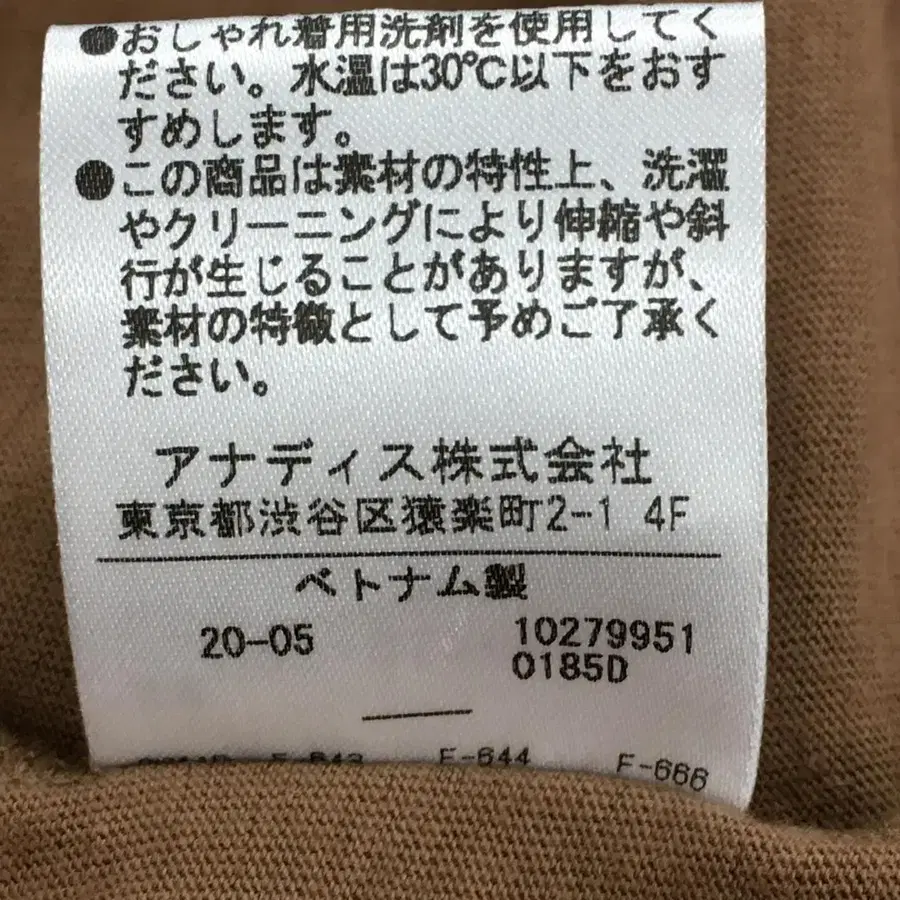 ●おしゃれ着用洗剤を使用してく
ださい。水温は30℃以下をおす
すめします。
●この商品は素材の特性上、洗濯
やクリーニングにより伸縮や斜
行が生じることがありますが、
素材の特徴として予めご了承く
ださい。
アナディス株式会社
東京都渋谷区猿楽町2-1 4F
ベトナム製
20-05
10279951
0185D
F-643 F-644 F-666